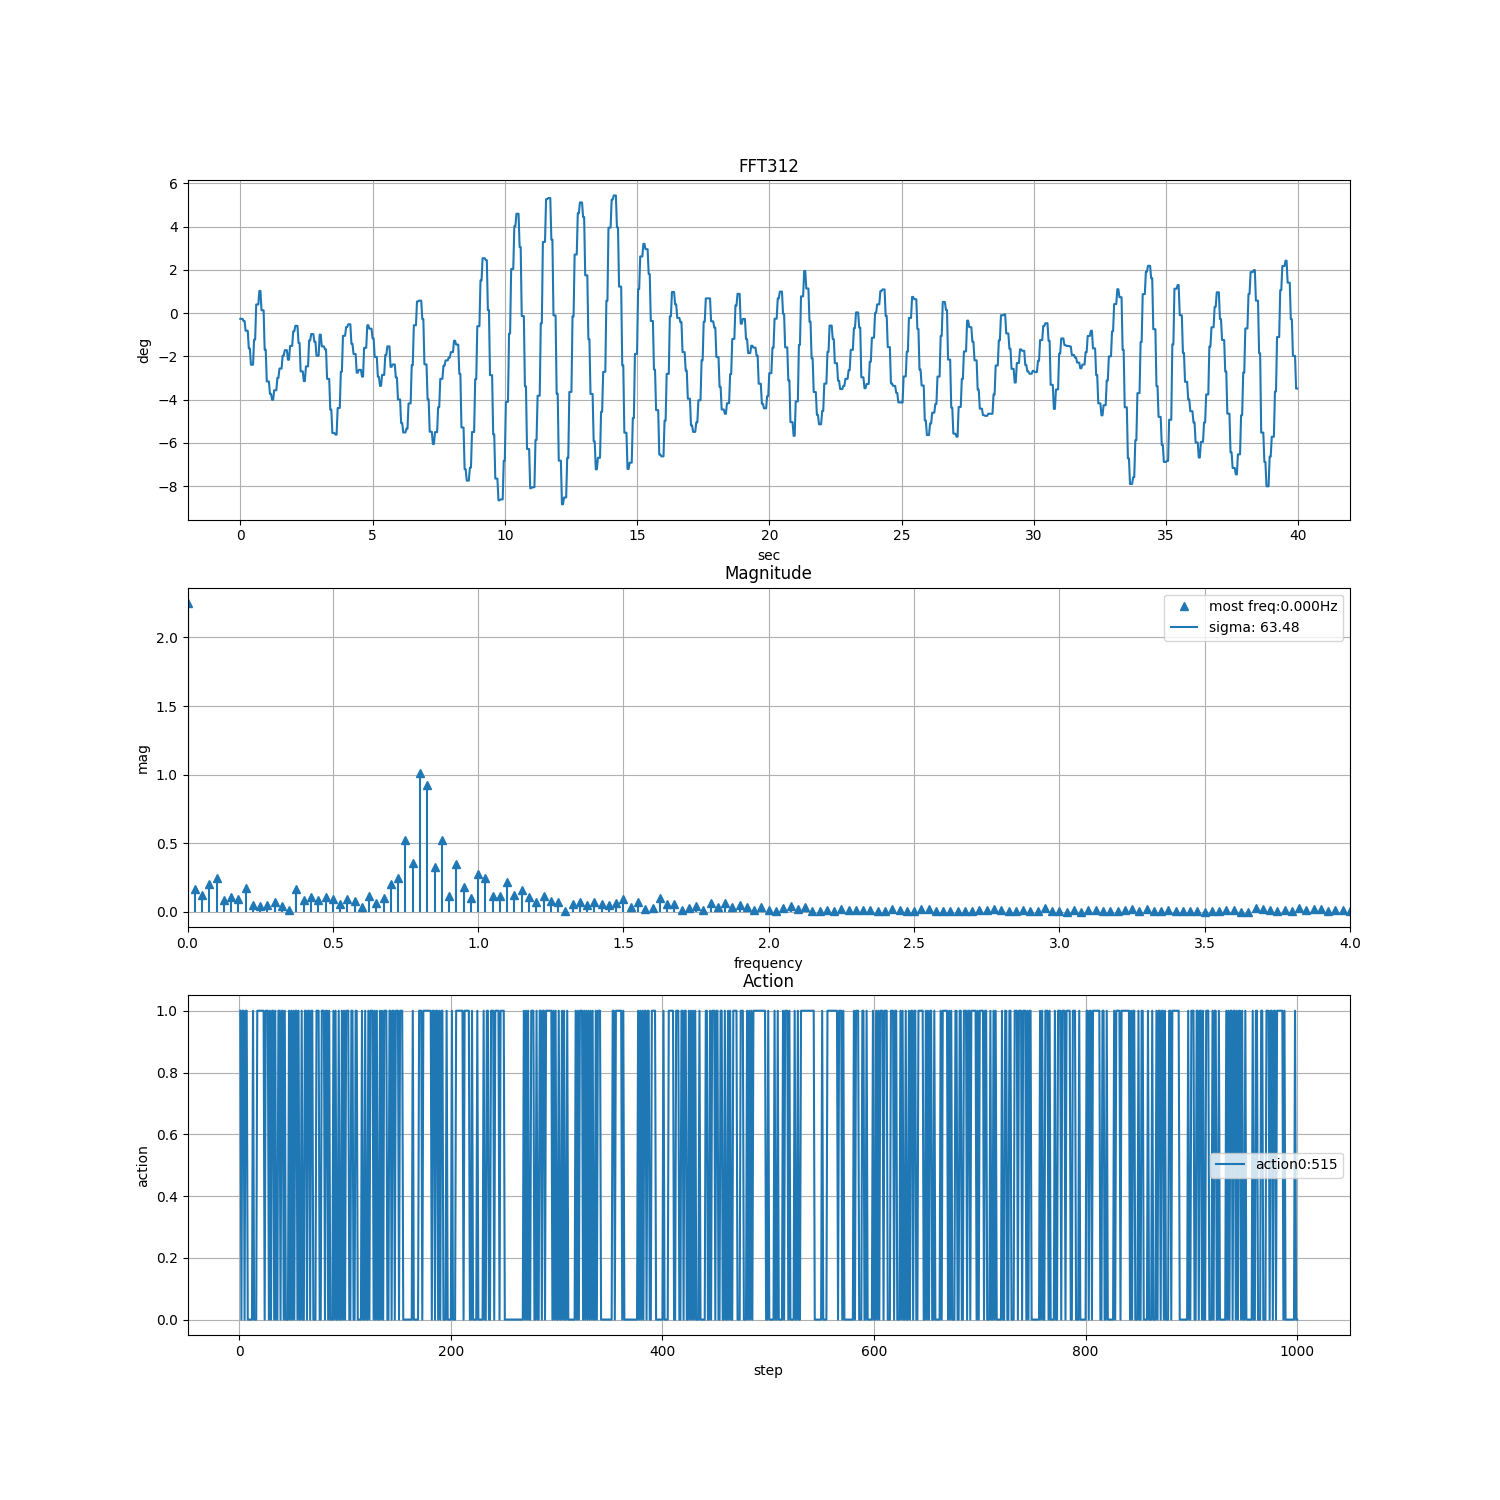 FFT312
6
4
2
0
−2
−4
−6
−8
deg
0 5 10 15 20 25 30 35 40
sec
Magnitude
2.0
1.5
1.0
0.5
0.0
mag
most freq:0.000Hz
sigma: 63.48
0.0 0.5 1.0 1.5 2.0 2.5 3.0 3.5 4.0
frequency
Action
1.0
0.8
0.6
0.4
0.2
0.0
action
action0:515
0 200 400 600 800 1000
step